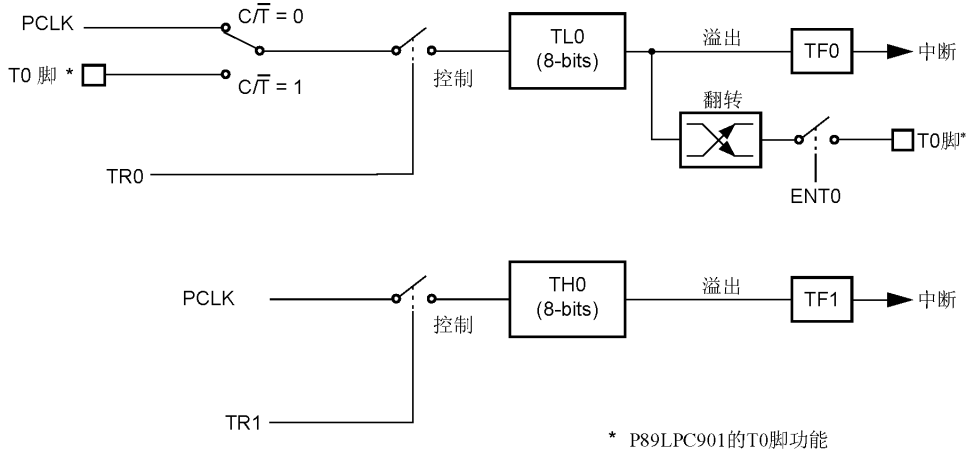 PCLK
C/T̅ = 0
T0 脚 *
C/T̅ = 1
控制
TL0
(8-bits)
溢出
TF0
中断
翻转
T0脚*
ENT0
TR0
PCLK
控制
TH0
(8-bits)
溢出
TF1
中断
TR1
* P89LPC901的T0脚功能